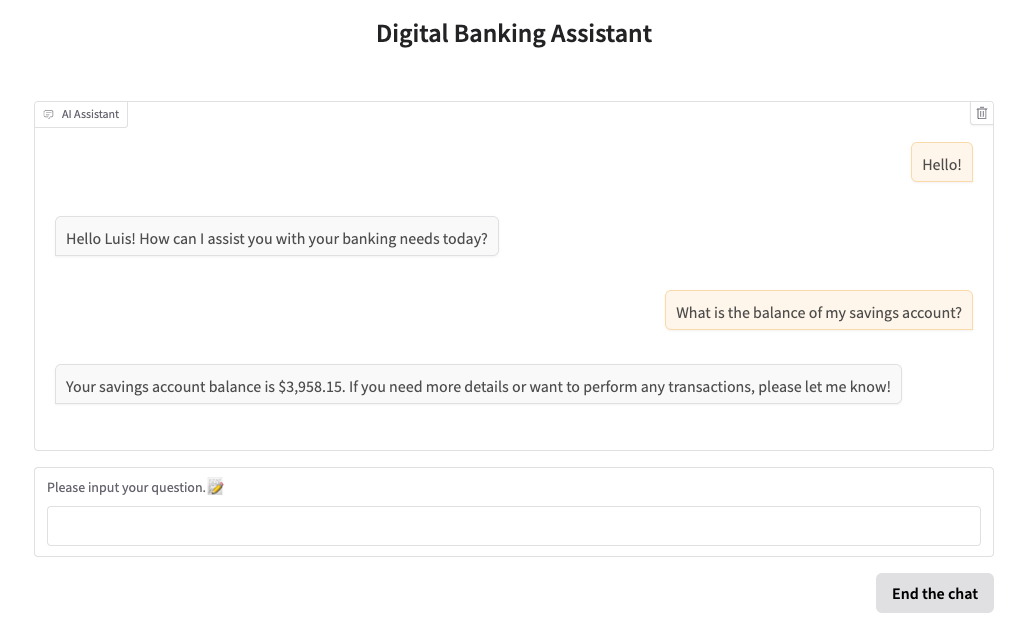 Digital Banking Assistant
AI Assistant
Hello!
Hello Luis! How can I assist you with your banking needs today?
What is the balance of my savings account?
Your savings account balance is $3,958.15. If you need more details or want to perform any transactions, please let me know!
Please input your question.📝
End the chat